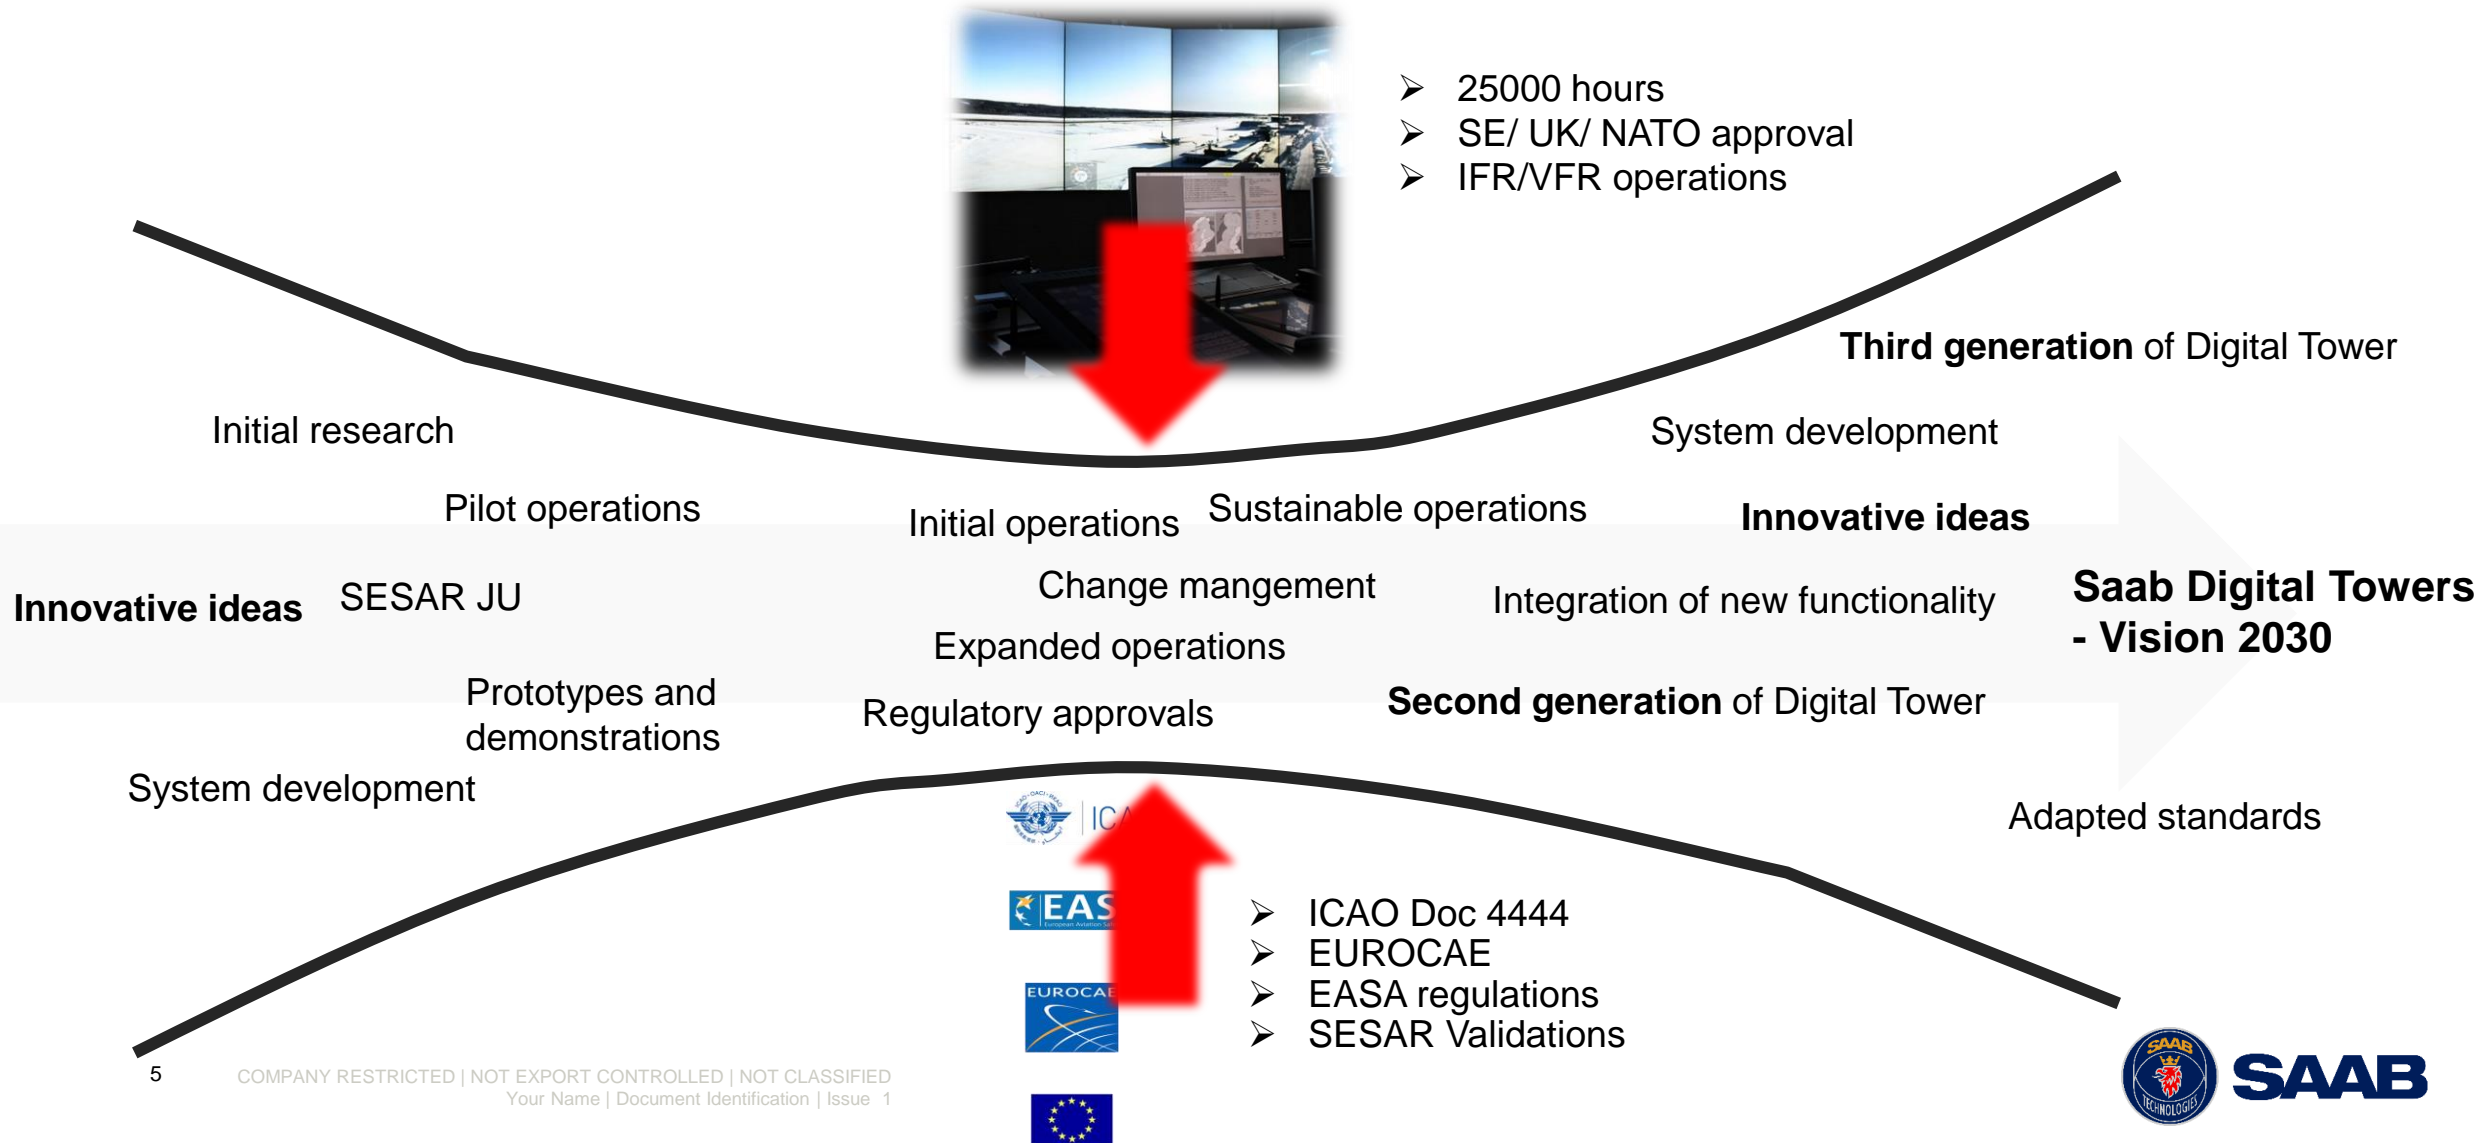 ➢ 25000 hours
➢ SE/ UK/ NATO approval
➢ IFR/VFR operations
Third generation of Digital Tower
Initial research
System development
Pilot operations
Initial operations
Sustainable operations
Innovative ideas
Innovative ideas
SESAR JU
Change mangement
Integration of new functionality
Saab Digital Towers
- Vision 2030
Expanded operations
Prototypes and
demonstrations
Regulatory approvals
Second generation of Digital Tower
System development
Adapted standards
EUROCAE
➢ ICAO Doc 4444
➢ EUROCAE
➢ EASA regulations
➢ SESAR Validations
5
COMPANY RESTRICTED | NOT EXPORT CONTROLLED | NOT CLASSIFIED
Your Name | Document Identification | Issue 1
SAAB
TECHNOLOGIES
SAAB